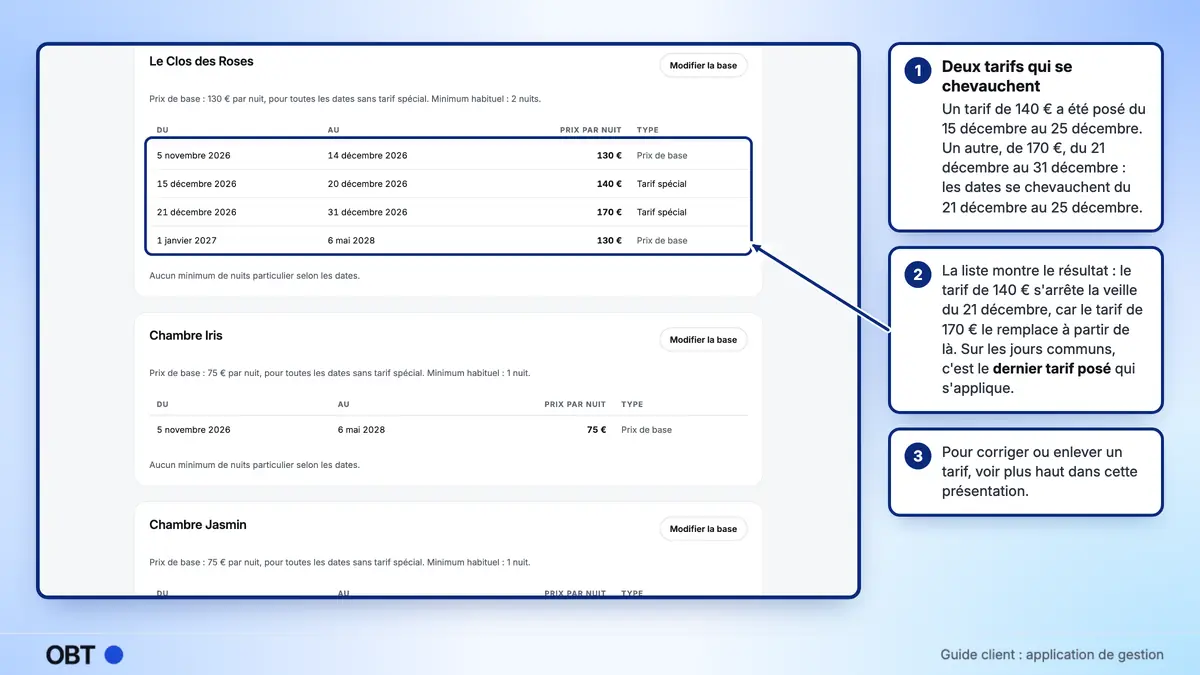 Le Clos des Roses
Modifier la base
Prix de base : 130 € par nuit, pour toutes les dates sans tarif spécial. Minimum habituel : 2 nuits.
DU AU PRIX PAR NUIT TYPE
5 novembre 2026 14 décembre 2026 130 € Prix de base
15 décembre 2026 20 décembre 2026 140 € Tarif spécial
21 décembre 2026 31 décembre 2026 170 € Tarif spécial
1 janvier 2027 6 mai 2028 130 € Prix de base
Aucun minimum de nuits particulier selon les dates.
Chambre Iris
Modifier la base
Prix de base : 75 € par nuit, pour toutes les dates sans tarif spécial. Minimum habituel : 1 nuit.
DU AU PRIX PAR NUIT TYPE
5 novembre 2026 6 mai 2028 75 € Prix de base
Aucun minimum de nuits particulier selon les dates.
Chambre Jasmin
Modifier la base
Prix de base : 75 € par nuit, pour toutes les dates sans tarif spécial. Minimum habituel : 1 nuit.
DU AU PRIX PAR NUIT TYPE
1
Deux tarifs qui se
chevauchent
Un tarif de 140 € a été posé du
15 décembre au 25 décembre.
Un autre, de 170 €, du 21
décembre au 31 décembre :
les dates se chevauchent du
21 décembre au 25 décembre.
2
La liste montre le résultat : le
tarif de 140 € s'arrête la veille
du 21 décembre, car le tarif de
170 € le remplace à partir de
là. Sur les jours communs,
c'est le dernier tarif posé qui
s'applique.
3
Pour corriger ou enlever un
tarif, voir plus haut dans cette
présentation.
OBT
Guide client : application de gestion